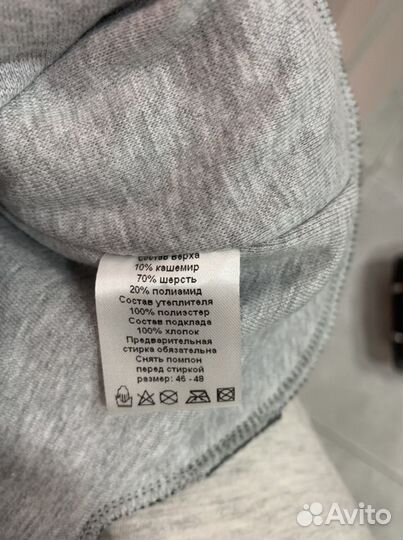 Состав верха
10% кашемир
70% шерсть
20% полиамид
Состав утеплителя
100% полиэстер
Состав подклада
100% хлопок
Предварительная
стирка обязательна
Снять помпон
перед стиркой
размер: 46 - 48
Avito